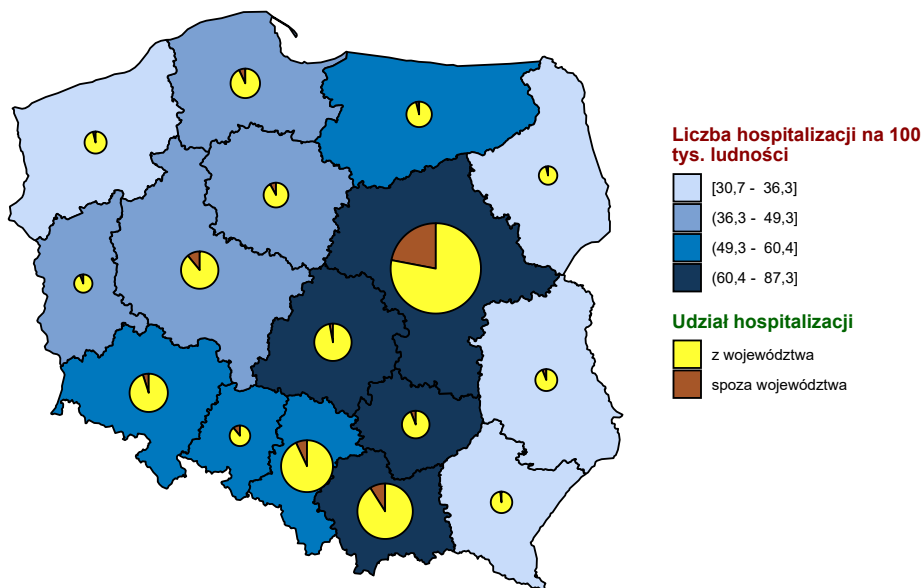 Liczba hospitalizacji na 100
tys. ludności
[30,7 - 36,3]
(36,3 - 49,3]
(49,3 - 60,4]
(60,4 - 87,3]
Udział hospitalizacji
z województwa
spoza województwa